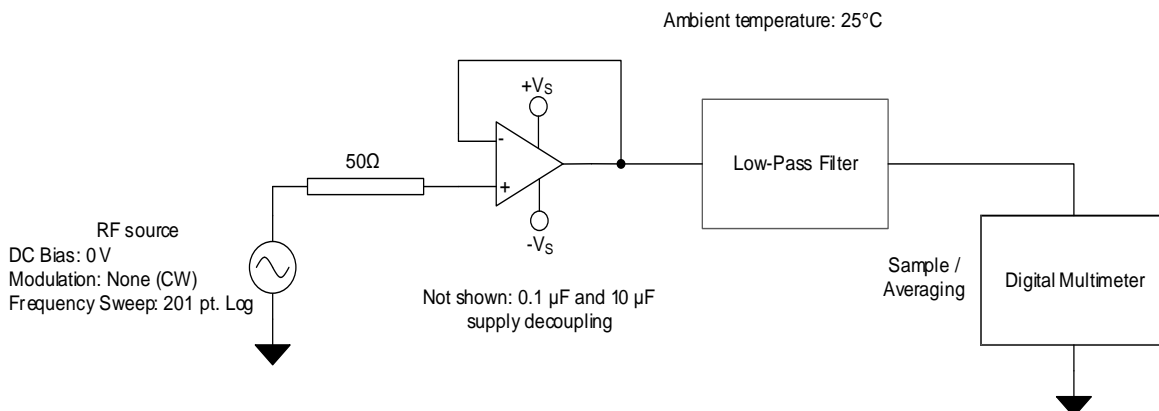 Ambient temperature: 25°C
+VS
50Ω
-
+
Low-Pass Filter
-VS
RF source
DC Bias: 0 V
Modulation: None (CW)
Frequency Sweep: 201 pt. Log
Not shown: 0.1 µF and 10 µF
supply decoupling
Sample /
Averaging
Digital Multimeter